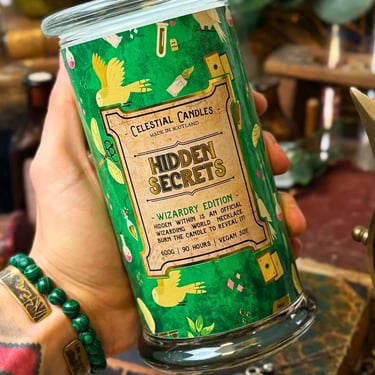 CELESTIAL CANDLES
MADE IN SCOTLAND
HIDDEN
SECRETS
WIZARDRY EDITION
HIDDEN WITHIN IS AN OFFICIAL
WIZARDING WORLD NECKLACE.
BURN THE CANDLE TO REVEAL IT!
600G | 90 HOURS | VEGAN SOY